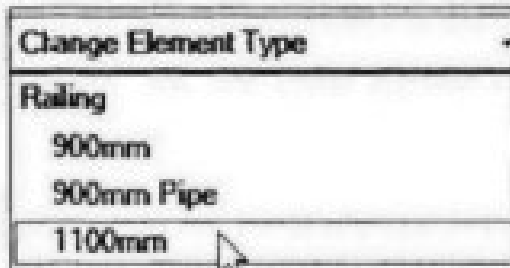 Change Element Type
Railing
900mm
900mm Pipe
1100mm